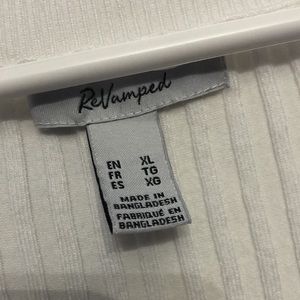 ReVamped
EN XL
FR TG
ES XG
MADE IN
BANGLADESH
FABRIQUÉ EN
BANGLADESH